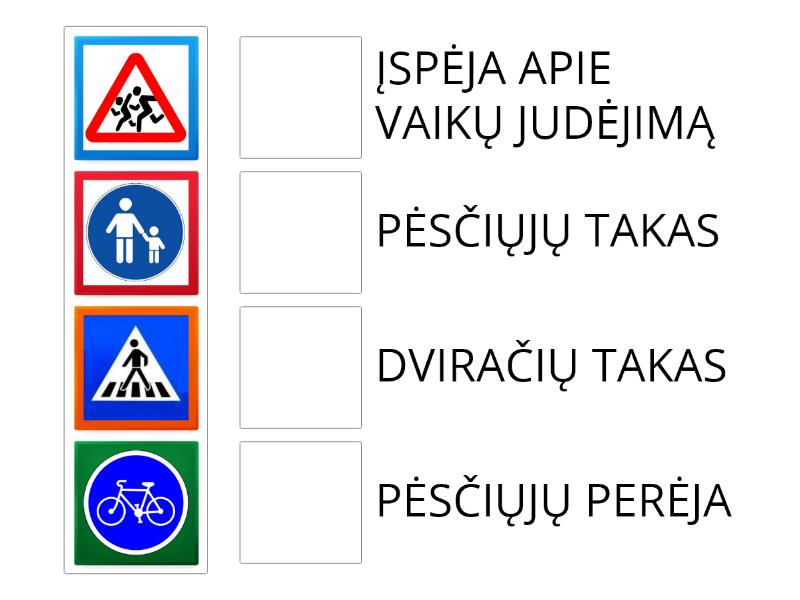 ĮSPĖJA APIE
VAIKŲ JUDĖJIMĄ
PĖSČIŲJŲ TAKAS
DVIRAČIŲ TAKAS
PĖSČIŲJŲ PERĖJA